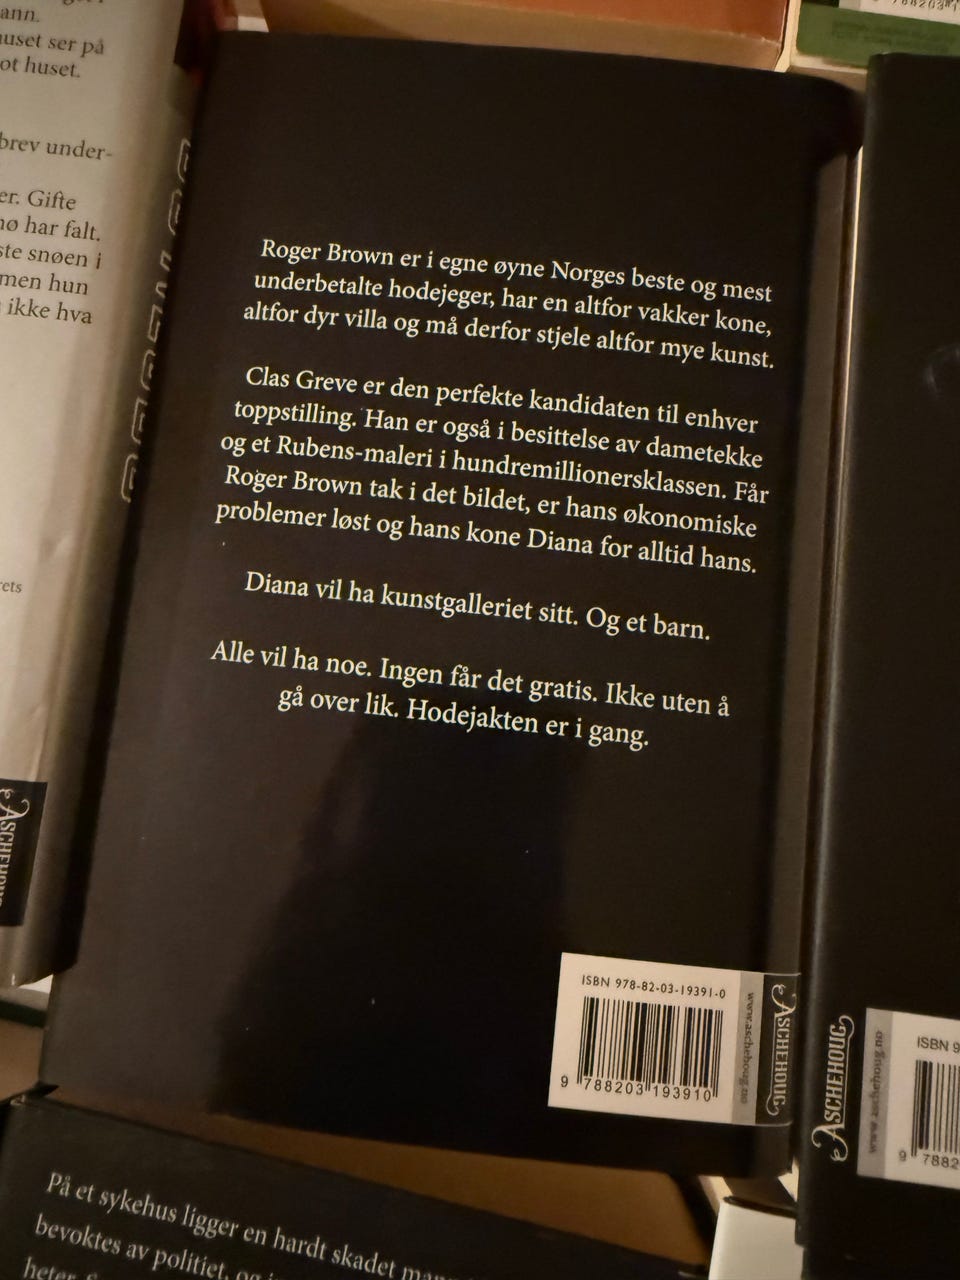 ann.
uset ser på
ot huset.
brev under-
er. Gifte
nø har falt.
ste snøen i
men hun
ikke hva
ets
ASCHEHOUG
Roger Brown er i egne øyne Norges beste og mest
underbetalte hodejeger, har en altfor vakker kone,
altfor dyr villa og må derfor stjele altfor mye kunst.
Clas Greve er den perfekte kandidaten til enhver
toppstilling. Han er også i besittelse av dametekke
og et Rubens-maleri i hundremillionersklassen. Får
Roger Brown tak i det bildet, er hans økonomiske
problemer løst og hans kone Diana for alltid hans.
Diana vil ha kunstgalleriet sitt. Og et barn.
Alle vil ha noe. Ingen får det gratis. Ikke uten å
gå over lik. Hodejakten er i gang.
ISBN 978-82-03-19391-0
9 788203 193910
www.aschehoug.no
ASCHEHOUG
ASCHEHOUG
www.aschehoug.no
ISBN 9
9 7882
På et sykehus ligger en hardt skadet
bevoktes av politiet,